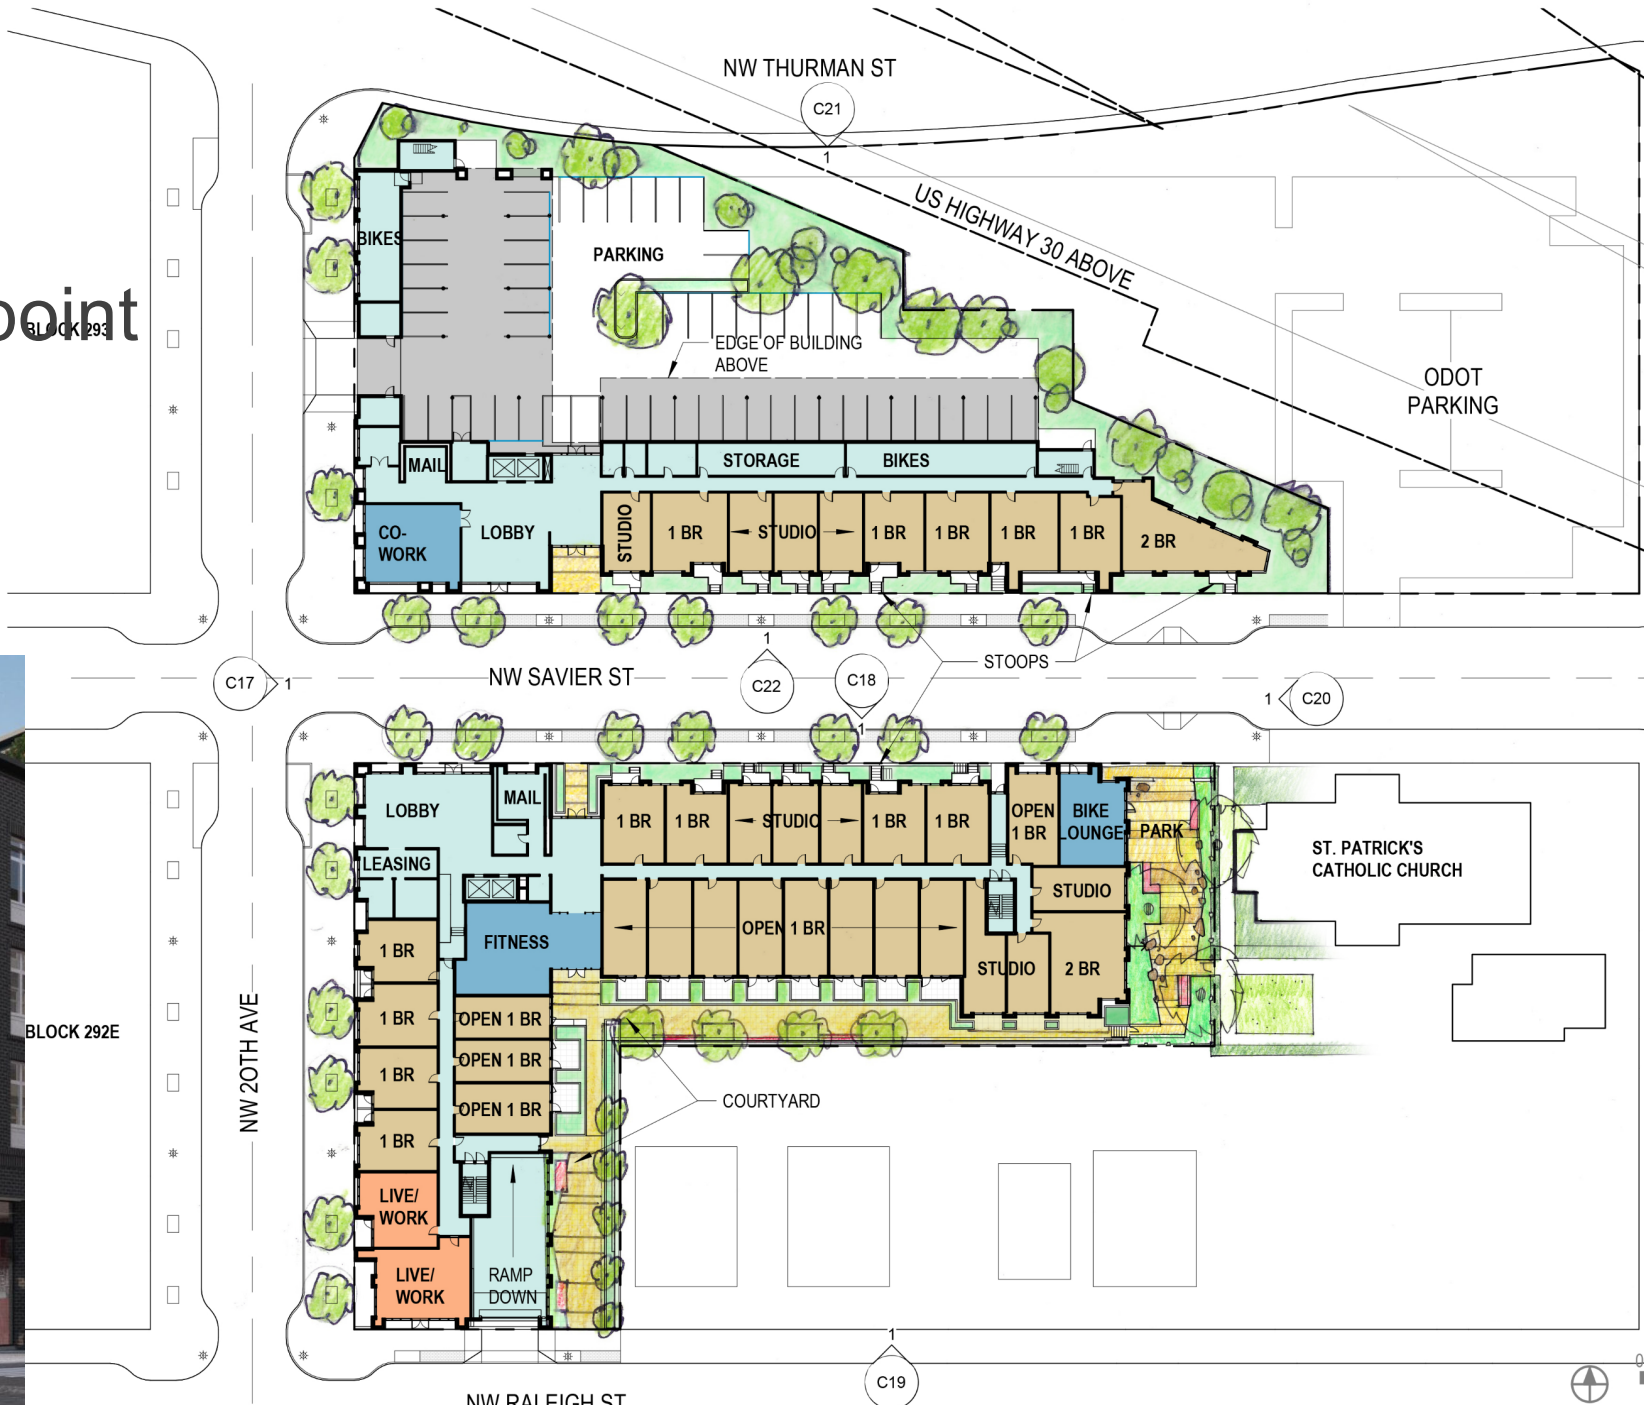 NW THURMAN ST
C21
1
US HIGHWAY 30 ABOVE
BIKES
PARKING
point
BLOCK 293
EDGE OF BUILDING
ABOVE
ODOT
PARKING
MAIL
STORAGE
BIKES
CO-
WORK
LOBBY
STUDIO
1 BR
STUDIO
1 BR
1 BR
1 BR
1 BR
2 BR
STOOPS
C17
1
NW SAVIER ST
1
C22
C18
1
1
C20
LOBBY
MAIL
LEASING
1 BR
1 BR
STUDIO
1 BR
1 BR
OPEN
1 BR
BIKE
LOUNGE
PARK
ST. PATRICK'S
CATHOLIC CHURCH
STUDIO
FITNESS
OPEN 1 BR
STUDIO
2 BR
1 BR
1 BR
1 BR
1 BR
OPEN 1 BR
OPEN 1 BR
OPEN 1 BR
BLOCK 292E
NW 20TH AVE
COURTYARD
LIVE/
WORK
LIVE/
WORK
RAMP
DOWN
1
C19
NW RALEIGH ST